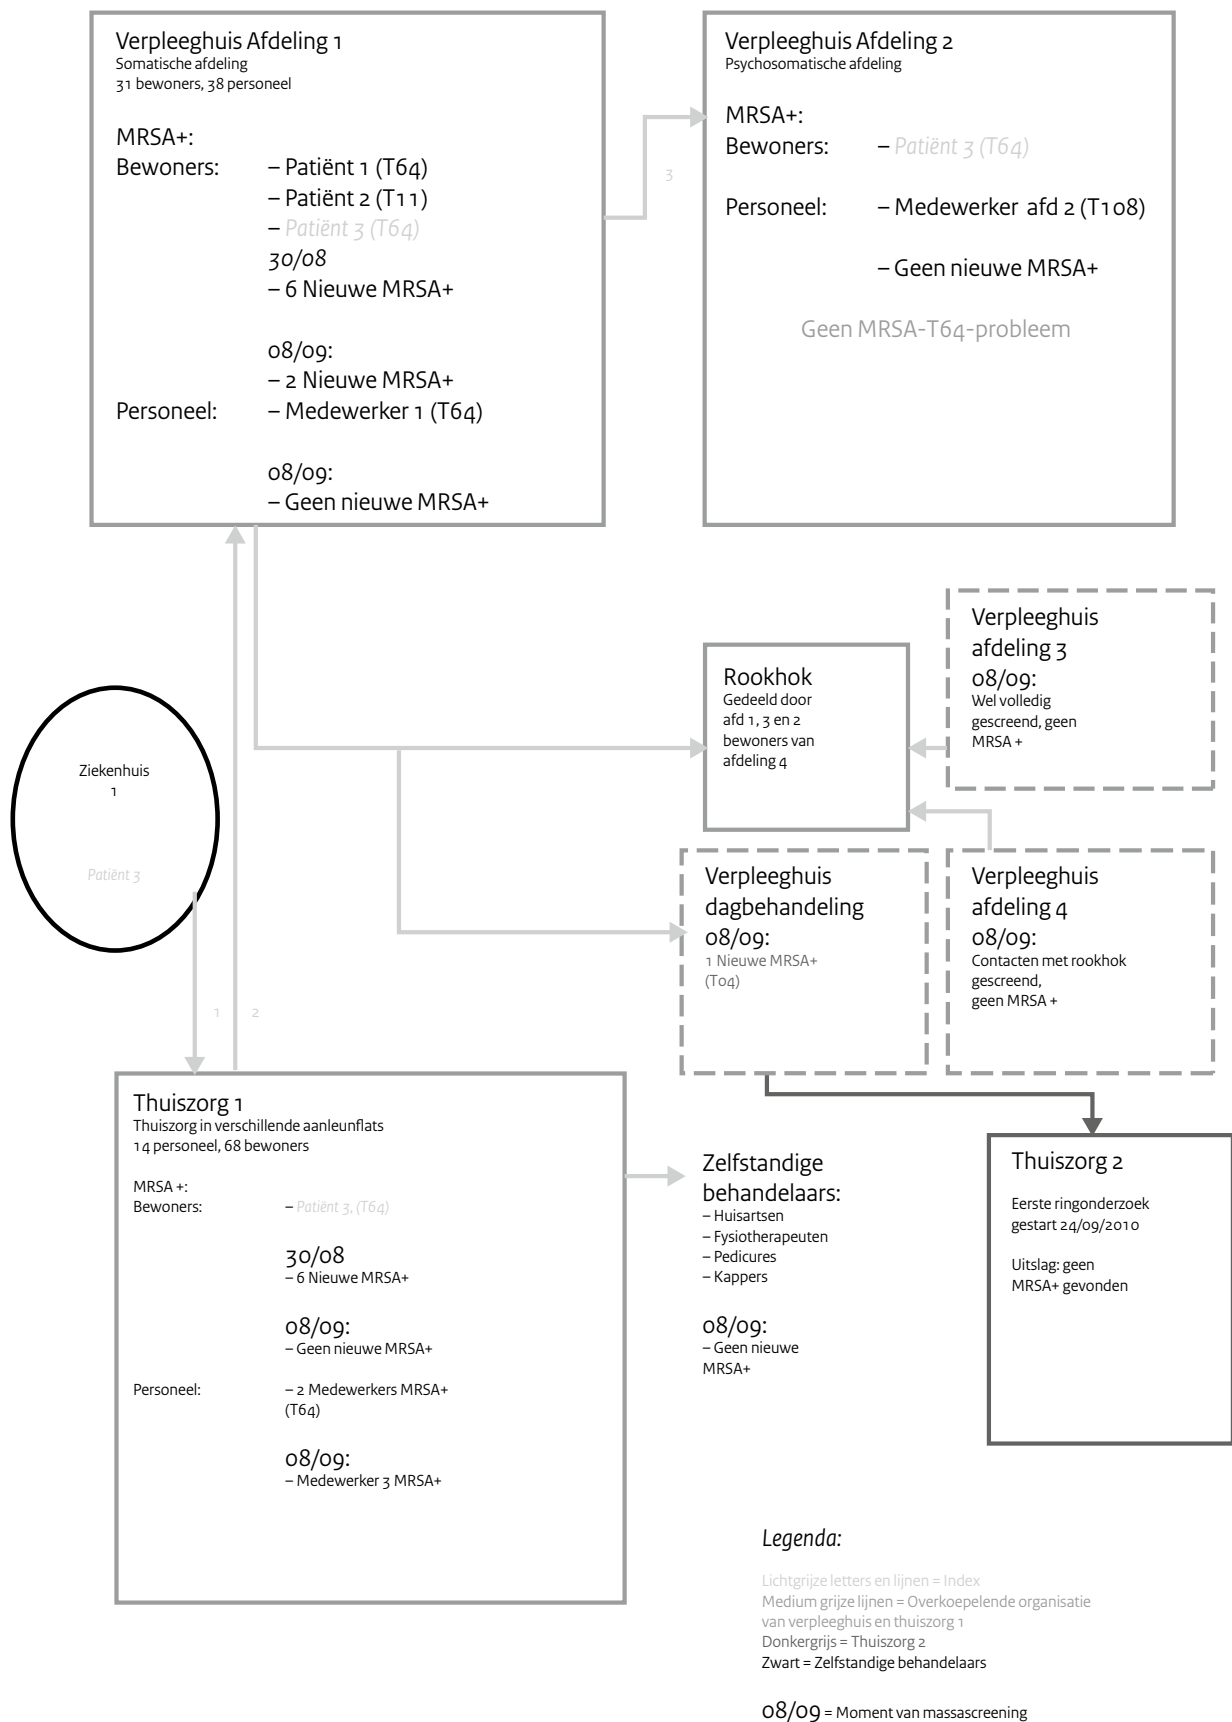 Verpleeghuis Afdeling 1
Somatische afdeling
31 bewoners, 38 personeel
MRSA+:
Bewoners: – Patiënt 1 (T64)
– Patiënt 2 (T11)
– Patiënt 3 (T64)
30/08
– 6 Nieuwe MRSA+
08/09:
– 2 Nieuwe MRSA+
Personeel: – Medewerker 1 (T64)
08/09:
– Geen nieuwe MRSA+
3
Verpleeghuis Afdeling 2
Psychosomatische afdeling
MRSA+:
Bewoners: – Patiënt 3 (T64)
Personeel: – Medewerker afd 2 (T108)
– Geen nieuwe MRSA+
Geen MRSA-T64-probleem
Verpleeghuis
afdeling 3
08/09:
Wel volledig
gescreend, geen
MRSA +
Rookhok
Gedeeld door
afd 1, 3 en 2
bewoners van
afdeling 4
Ziekenhuis
1
Patiënt 3
1 2
Verpleeghuis
dagbehandeling
08/09:
1 Nieuwe MRSA+
(T04)
Verpleeghuis
afdeling 4
08/09:
Contacten met rookhok
gescreend,
geen MRSA +
Thuiszorg 1
Thuiszorg in verschillende aanleunflats
14 personeel, 68 bewoners
MRSA +:
Bewoners: – Patiënt 3, (T64)
30/08
– 6 Nieuwe MRSA+
08/09:
– Geen nieuwe MRSA+
Personeel: – 2 Medewerkers MRSA+
(T64)
08/09:
– Medewerker 3 MRSA+
Zelfstandige
behandelaars:
– Huisartsen
– Fysiotherapeuten
– Pedicures
– Kappers
08/09:
– Geen nieuwe
MRSA+
Thuiszorg 2
Eerste ringonderzoek
gestart 24/09/2010
Uitslag: geen
MRSA+ gevonden
Legenda:
Lichtgrijze letters en lijnen = Index
Medium grijze lijnen = Overkoepelende organisatie
van verpleeghuis en thuiszorg 1
Donkergrijs = Thuiszorg 2
Zwart = Zelfstandige behandelaars
08/09 = Moment van massascreening